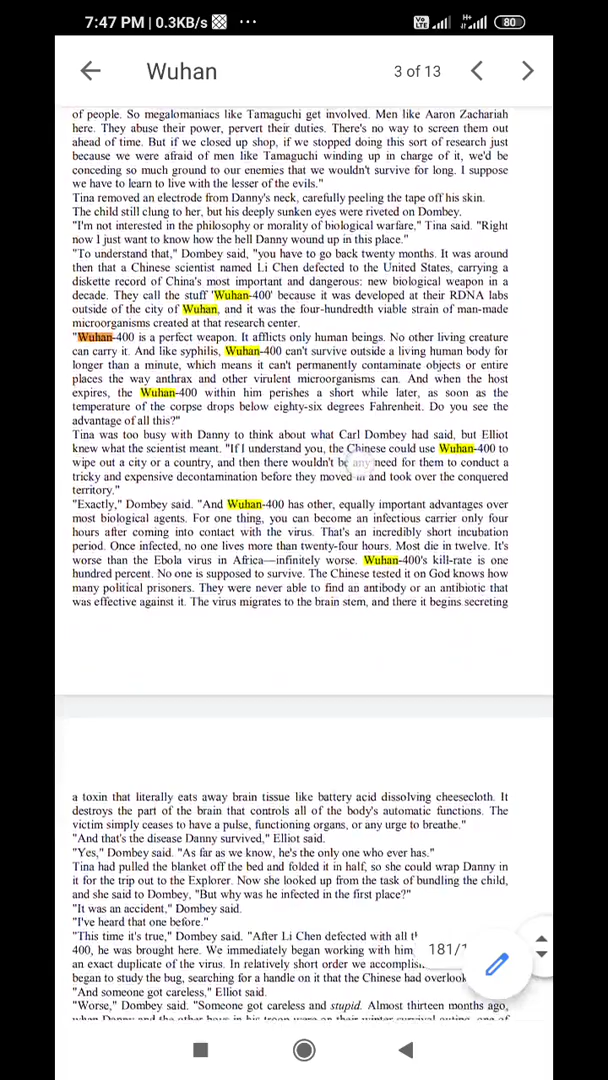 7:47 PM | 0.3KB/s ···
Vo LTE H+ 80
Wuhan 3 of 13
of people. So megalomaniacs like Tamaguchi get involved. Men like Aaron Zachariah
here. They abuse their power, pervert their duties. There's no way to screen them out
ahead of time. But if we closed up shop, if we stopped doing this sort of research just
because we were afraid of men like Tamaguchi winding up in charge of it, we'd be
conceding so much ground to our enemies that we wouldn't survive for long. I suppose
we have to learn to live with the lesser of the evils."
Tina removed an electrode from Danny's neck, carefully peeling the tape off his skin.
The child still clung to her, but his deeply sunken eyes were riveted on Dombey.
"I'm not interested in the philosophy or morality of biological warfare," Tina said. "Right
now I just want to know how the hell Danny wound up in this place."
"To understand that," Dombey said, "you have to go back twenty months. It was around
then that a Chinese scientist named Li Chen defected to the United States, carrying a
diskette record of China's most important and dangerous: new biological weapon in a
decade. They call the stuff 'Wuhan-400' because it was developed at their RDNA labs
outside of the city of Wuhan, and it was the four-hundredth viable strain of man-made
microorganisms created at that research center.
"Wuhan-400 is a perfect weapon. It afflicts only human beings. No other living creature
can carry it. And like syphilis, Wuhan-400 can't survive outside a living human body for
longer than a minute, which means it can't permanently contaminate objects or entire
places the way anthrax and other virulent microorganisms can. And when the host
expires, the Wuhan-400 within him perishes a short while later, as soon as the
temperature of the corpse drops below eighty-six degrees Fahrenheit. Do you see the
advantage of all this?"
Tina was too busy with Danny to think about what Carl Dombey had said, but Elliot
knew what the scientist meant. "If I understand you, the Chinese could use Wuhan-400 to
wipe out a city or a country, and then there wouldn't be any need for them to conduct a
tricky and expensive decontamination before they moved in and took over the conquered
territory."
"Exactly," Dombey said. "And Wuhan-400 has other, equally important advantages over
most biological agents. For one thing, you can become an infectious carrier only four
hours after coming into contact with the virus. That's an incredibly short incubation
period. Once infected, no one lives more than twenty-four hours. Most die in twelve. It's
worse than the Ebola virus in Africa—infinitely worse. Wuhan-400's kill-rate is one
hundred percent. No one is supposed to survive. The Chinese tested it on God knows how
many political prisoners. They were never able to find an antibody or an antibiotic that
was effective against it. The virus migrates to the brain stem, and there it begins secreting
a toxin that literally eats away brain tissue like battery acid dissolving cheesecloth. It
destroys the part of the brain that controls all of the body's automatic functions. The
victim simply ceases to have a pulse, functioning organs, or any urge to breathe."
"And that's the disease Danny survived," Elliot said.
"Yes," Dombey said. "As far as we know, he's the only one who ever has."
Tina had pulled the blanket off the bed and folded it in half, so she could wrap Danny in
it for the trip out to the Explorer. Now she looked up from the task of bundling the child,
and she said to Dombey, "But why was he infected in the first place?"
"It was an accident," Dombey said.
"I've heard that one before."
"This time it's true," Dombey said. "After Li Chen defected with all
400, he was brought here. We immediately began working with him
an exact duplicate of the virus. In relatively short order we
began to study the bug, searching for a handle on it that the Chinese had
"And someone got careless," Elliot said.
"Worse," Dombey said. "Someone got careless and stupid. Almost thirteen months ago,
181/